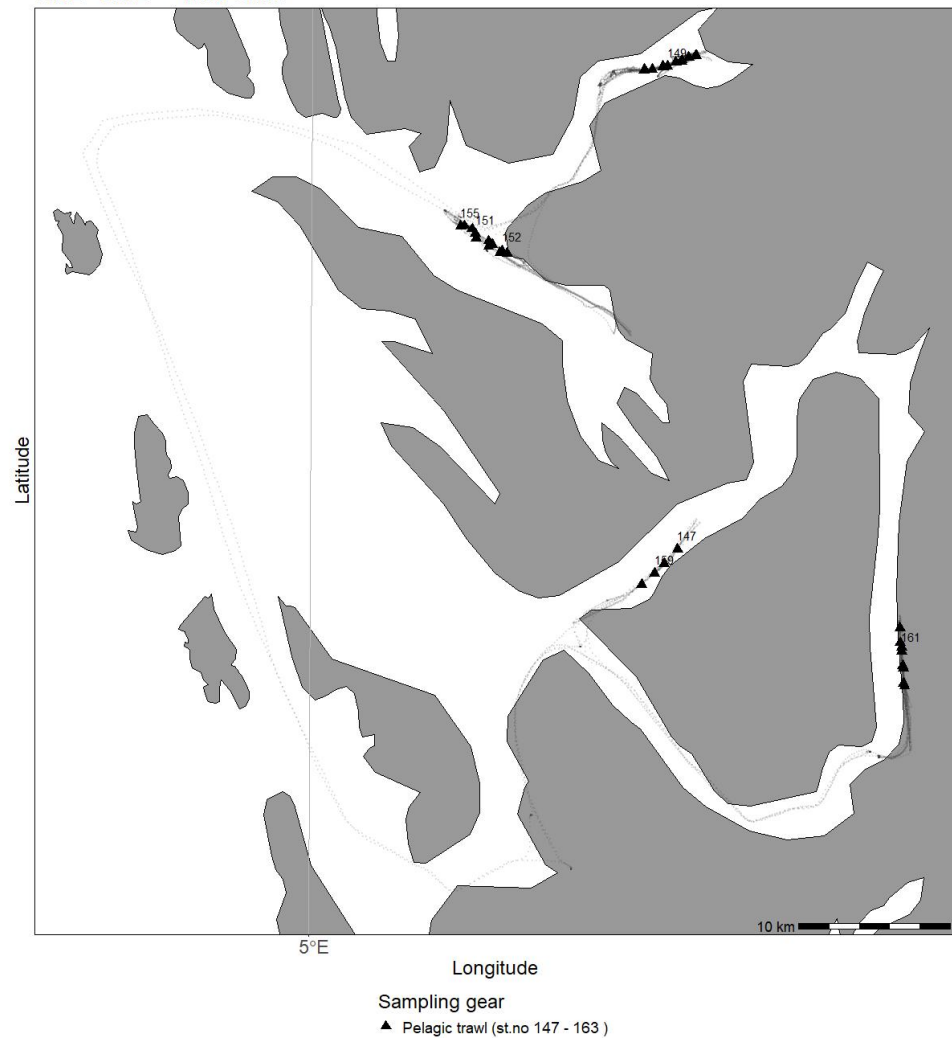 149
155
151
152
147
159
161
10 km
5°E
Latitude
Longitude
Sampling gear
Pelagic trawl (st.no 147 - 163 )